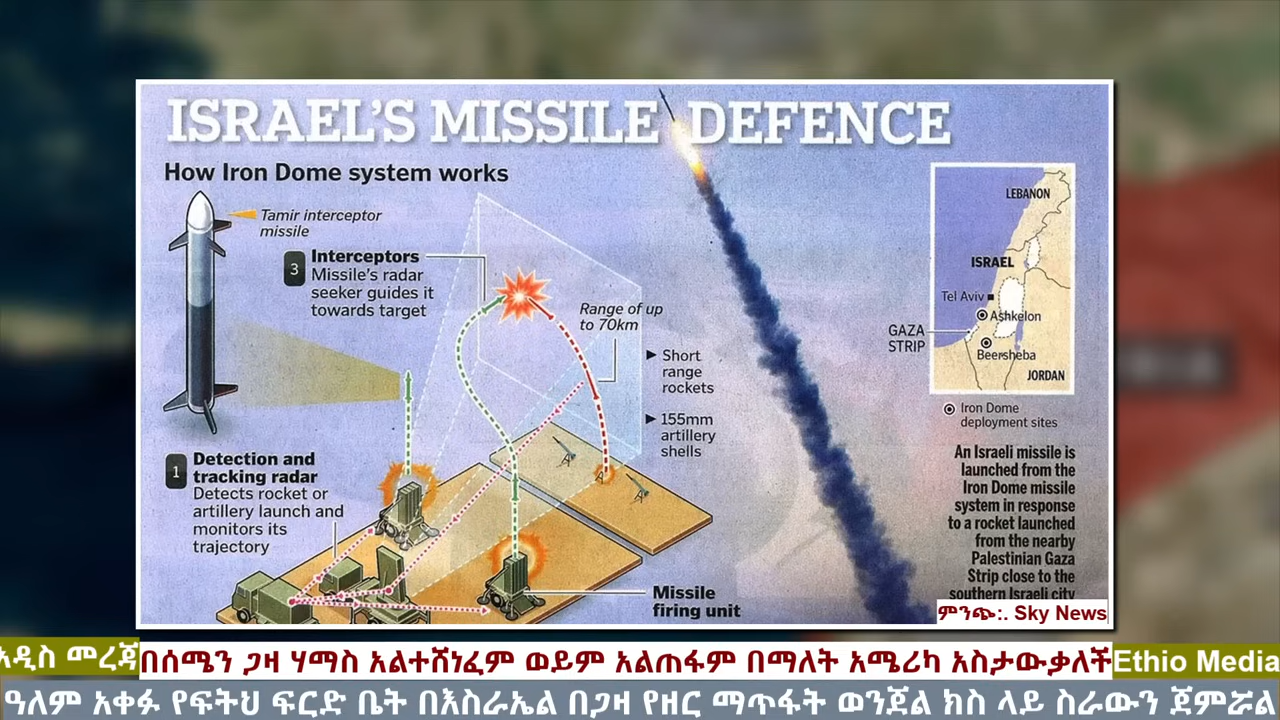 ISRAEL'S MISSILE DEFENCE
How Iron Dome system works
Tamir interceptor
missile
3
Interceptors
Missile's radar
seeker guides it
towards target
Range of up
to 70km
Short
range
rockets
155mm
artillery
shells
1
Detection and
tracking radar
Detects rocket or
artillery launch and
monitors its
trajectory
Missile
firing unit
LEBANON
ISRAEL
Tel Aviv
Ashkelon
GAZA
STRIP
Beersheba
JORDAN
Iron Dome
deployment sites
An Israeli missile is
launched from the
Iron Dome missile
system in response
to a rocket launched
from the nearby
Palestinian Gaza
Strip close to the
southern Israeli city
ምንጭ:. Sky News
አዲስ መረጃ
በሰሜን ጋዛ ሃማስ አልተሸነፈም ወይም አልጠፋም በማለት አሜሪካ አስታውቃለች
Ethio Media
ዓለም አቀፉ የፍትህ ፍርድ ቤት በእስራኤል በጋዛ የዘር ማጥፋት ወንጀል ክስ ላይ ስራውን ጀምሯል